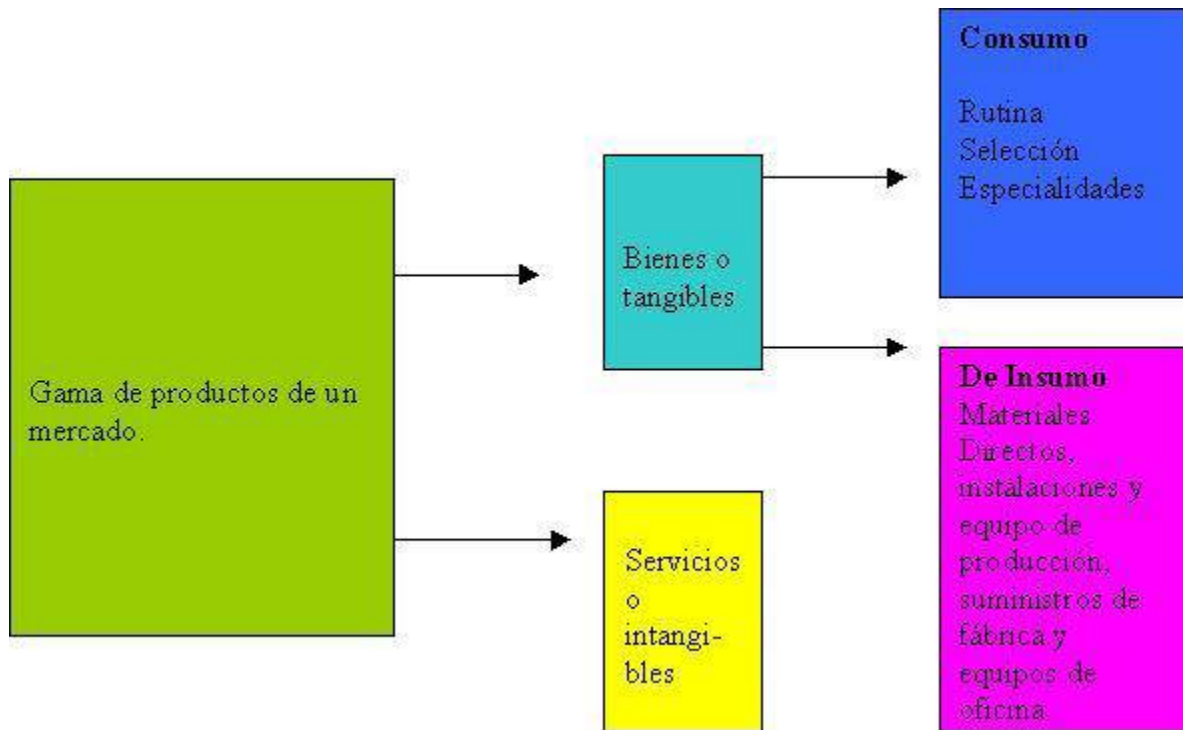 Gama de productos de un
mercado.
Bienes o
tangibles
Servicios
o
intangi-
bles
Consumo
Rutina
Selección
Especialidades
De Insumo
Materiales
Directos,
instalaciones y
equipo de
producción,
suministros de
fábrica y
equipos de
oficina